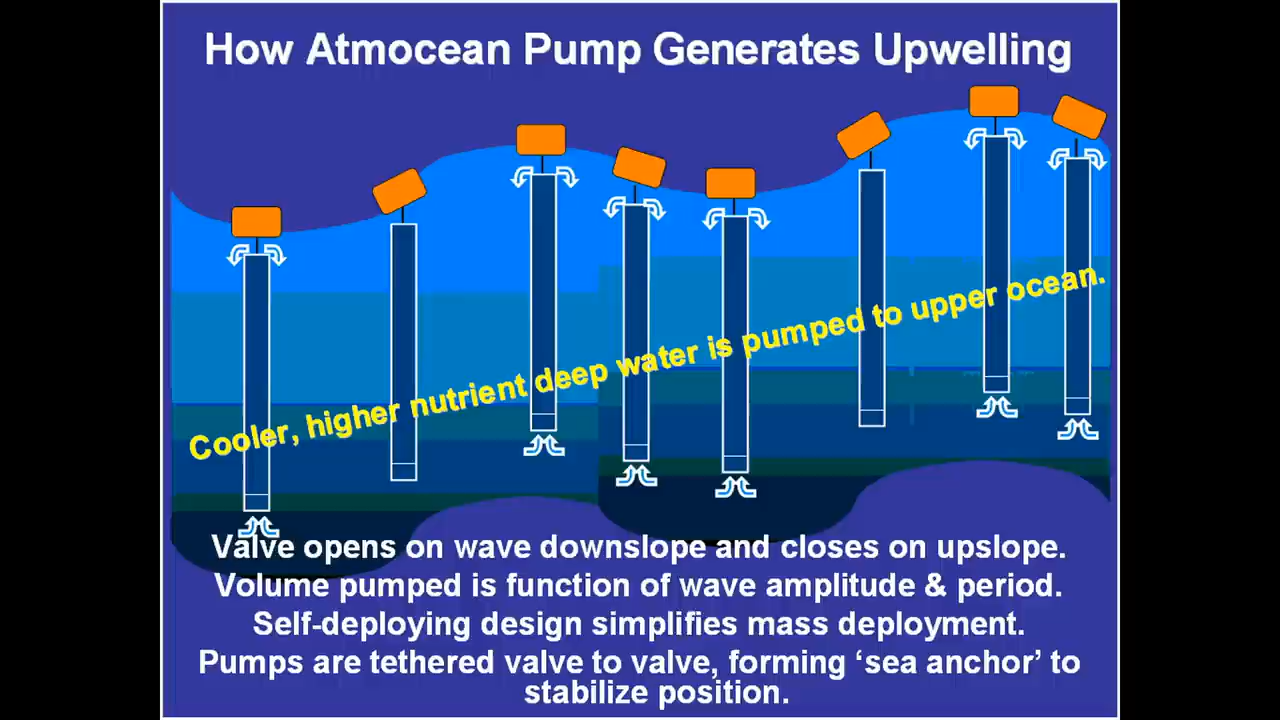 How Atmocean Pump Generates Upwelling
Cooler, higher nutrient deep water is pumped to upper ocean.
Valve opens on wave downslope and closes on upslope.
Volume pumped is function of wave amplitude & period.
Self-deploying design simplifies mass deployment.
Pumps are tethered valve to valve, forming ‘sea anchor’ to
stabilize position.